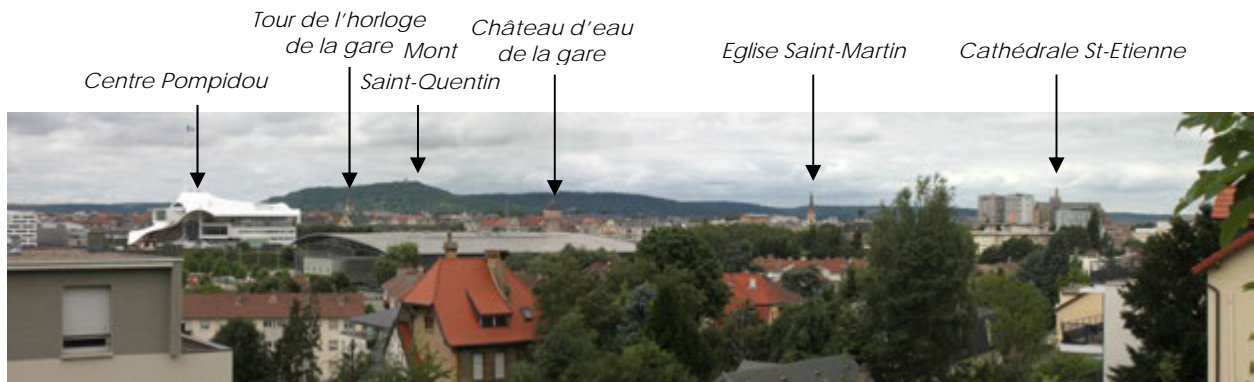 Centre Pompidou
Tour de l'horloge
de la gare
Mont
Saint-Quentin
Château d'eau
de la gare
Eglise Saint-Martin
Cathédrale St-Etienne